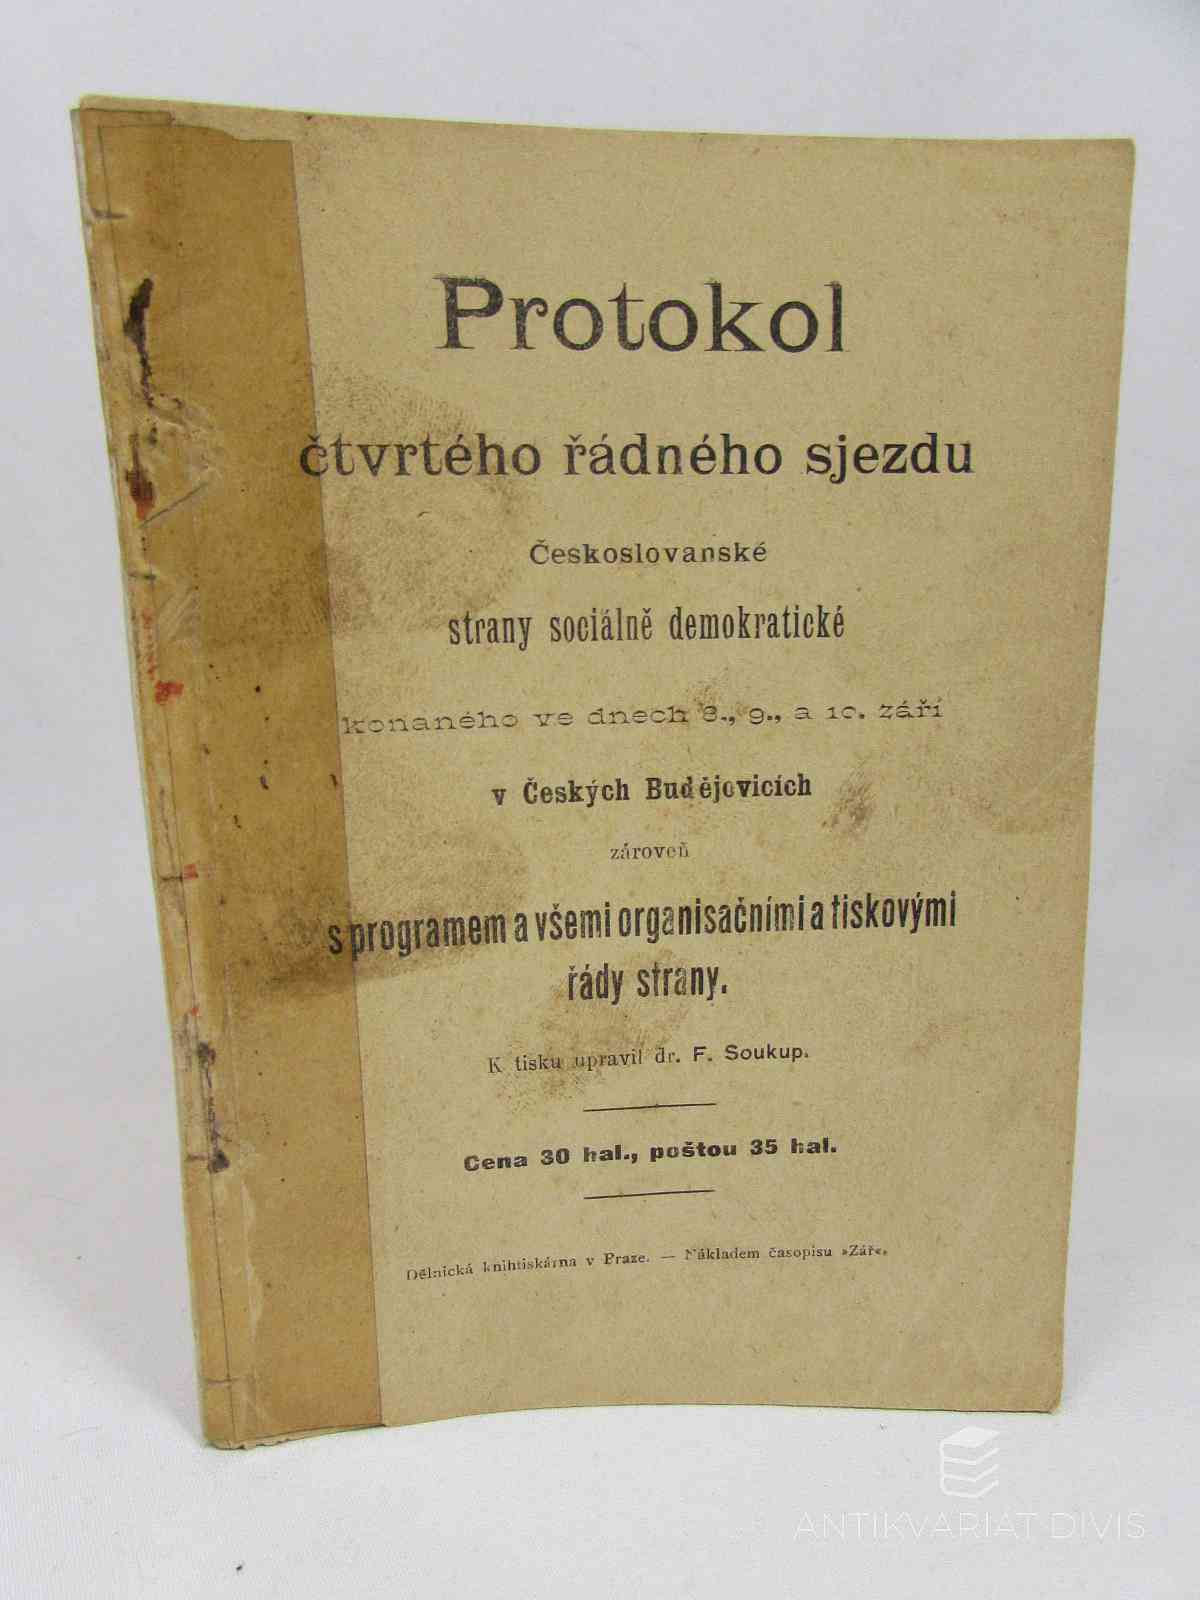 Protokol
čtvrtého řádného sjezdu
Českoslovanské
strany sociálně demokratické
konaného ve dnech 8., 9., a 10. září
v Českých Budějovicích
zároveň
s programem a všemi organisačními a tiskovými
řády strany.
K tisku upravil dr. F. Soukup.
Cena 30 hal., poštou 35 hal.
Dělnická knihtiskárna v Praze. — Nákladem časopisu »Zář«.
ANTIKVARIAT DIVIS